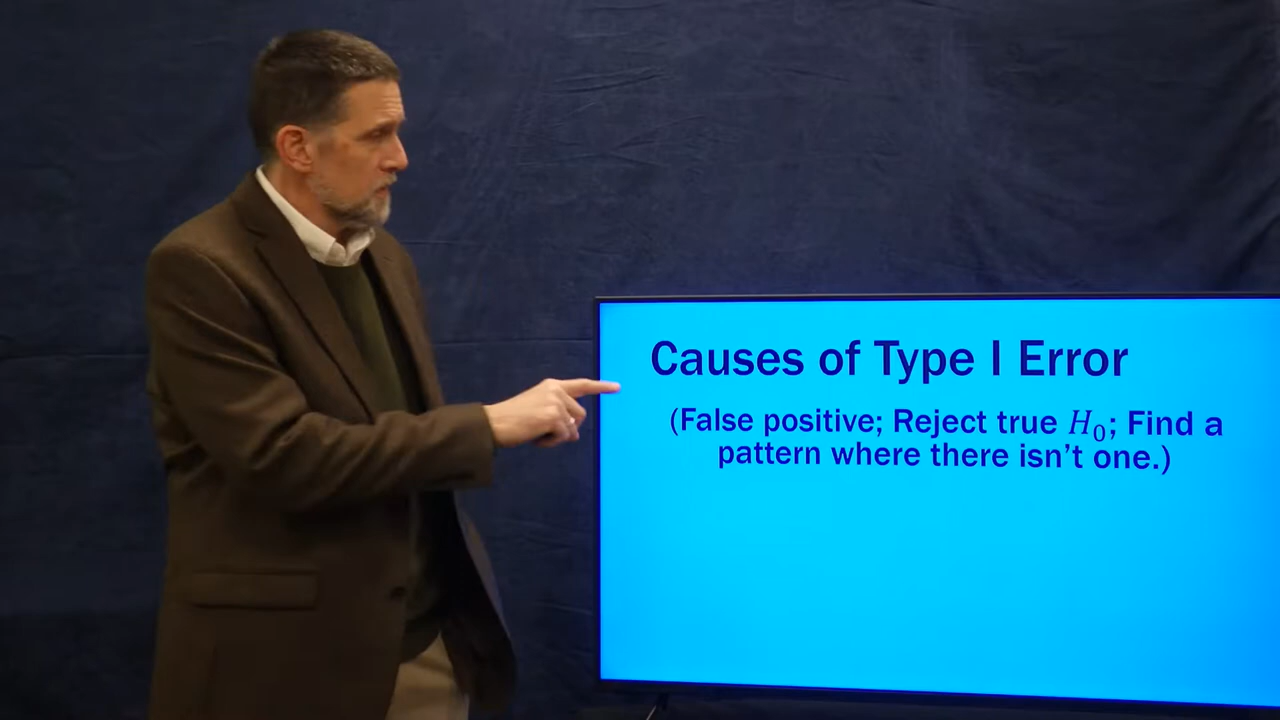 Causes of Type I Error
(False positive; Reject true H₀; Find a
pattern where there isn't one.)